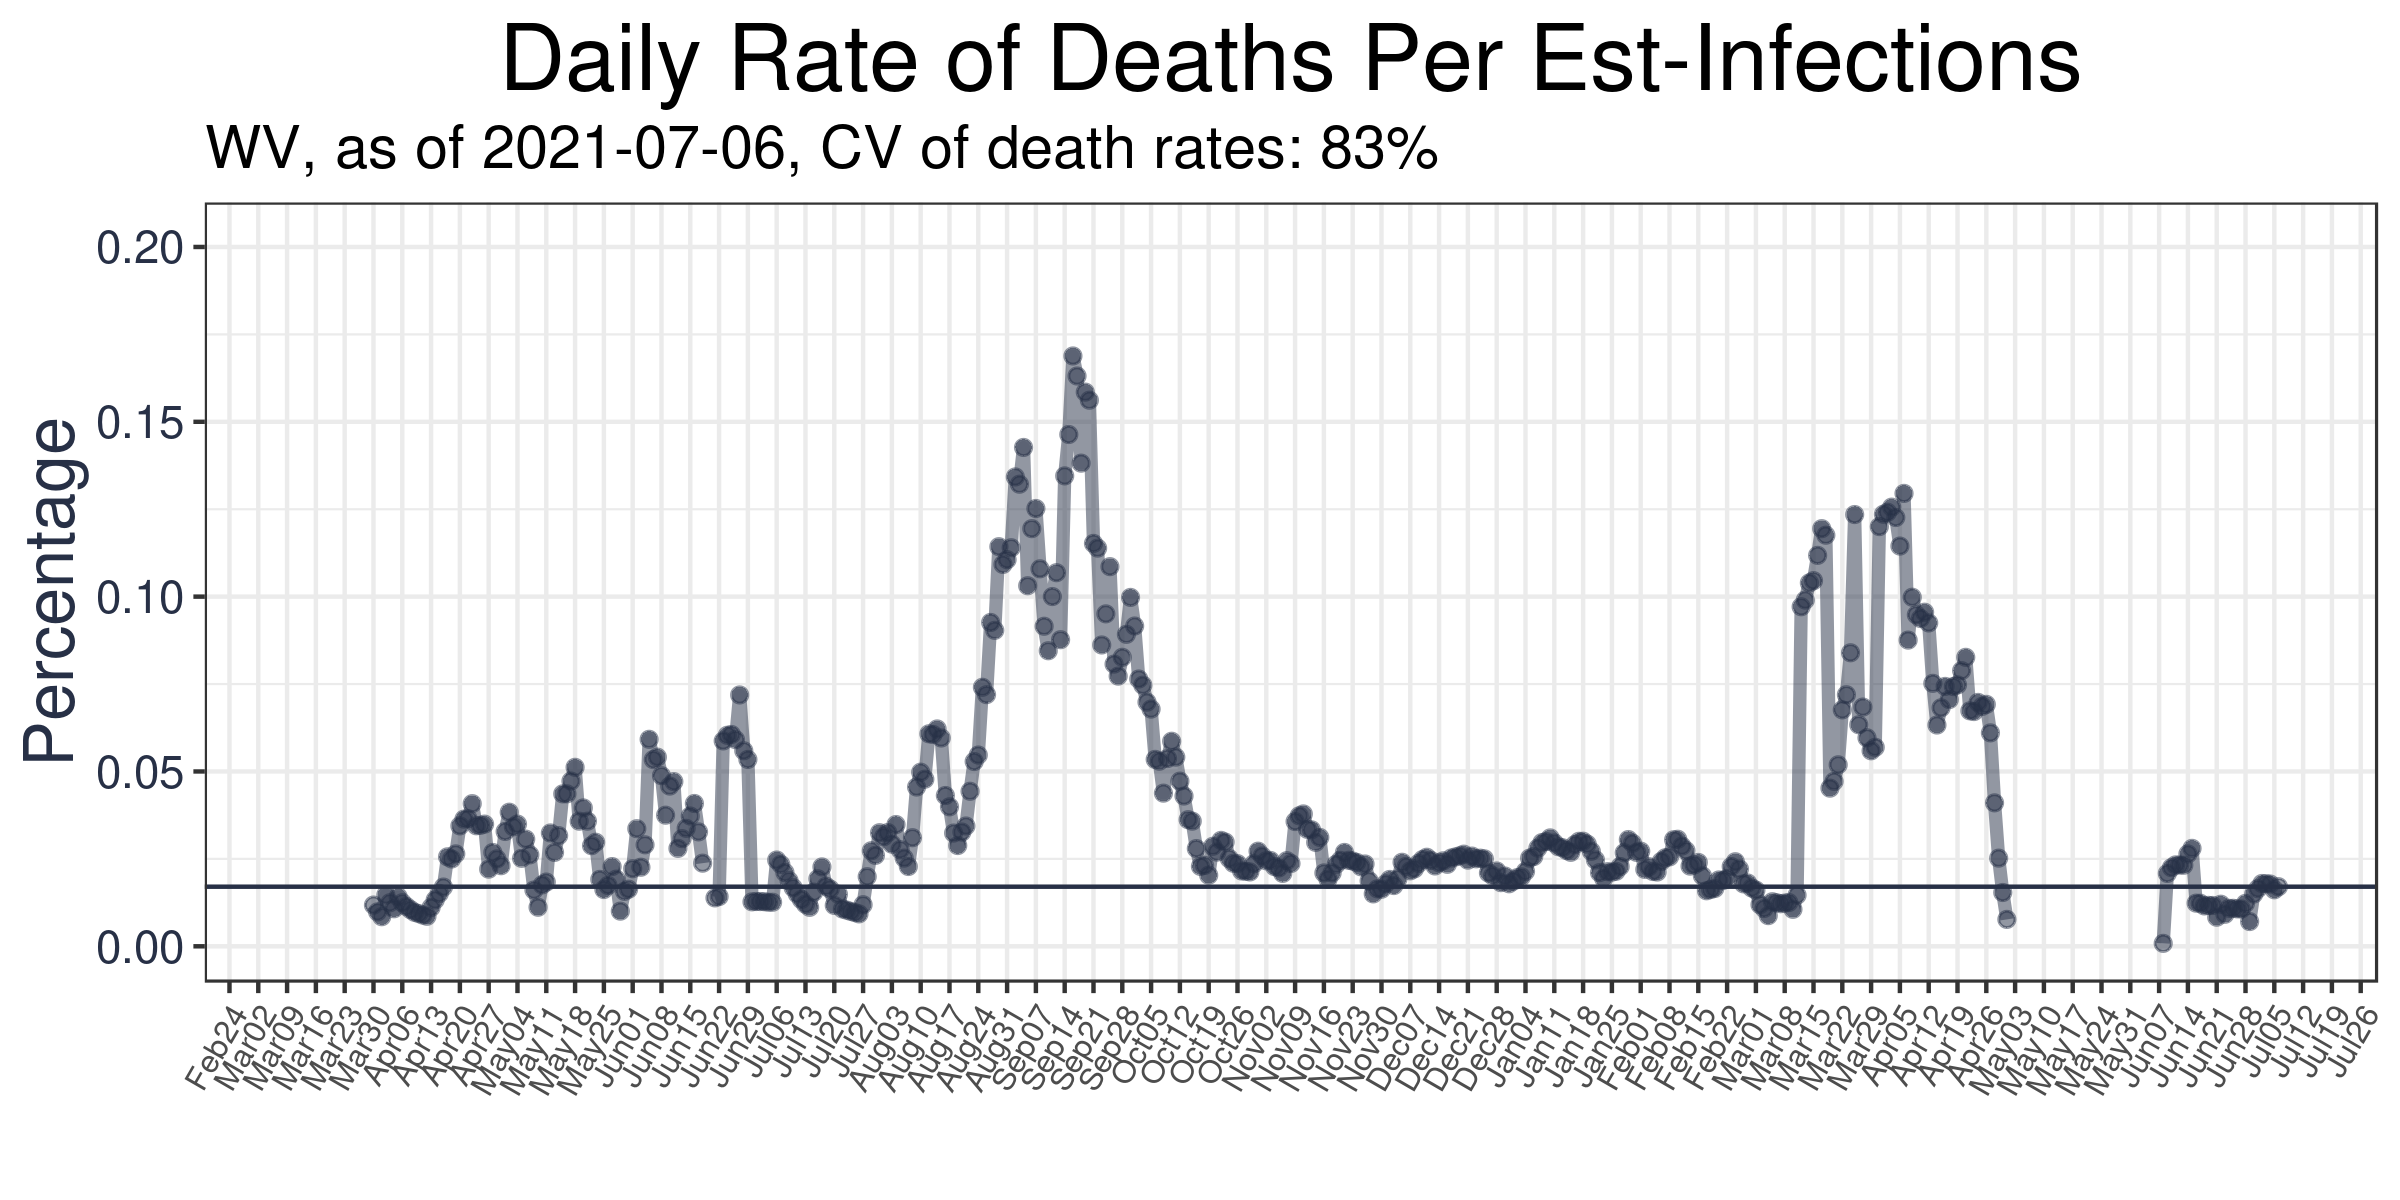 Daily Rate of Deaths Per Est-Infections
WV, as of 2021-07-06, CV of death rates: 83%
Percentage
0.20
0.15
0.10
0.05
0.00
Feb24
Mar02
Mar09
Mar16
Mar23
Mar30
Apr06
Apr13
Apr20
Apr27
May04
May11
May18
May25
Jun01
Jun08
Jun15
Jun22
Jun29
Jul06
Jul13
Jul20
Jul27
Aug03
Aug10
Aug17
Aug24
Aug31
Sep07
Sep14
Sep21
Sep28
Oct05
Oct12
Oct19
Oct26
Nov02
Nov09
Nov16
Nov23
Nov30
Dec07
Dec14
Dec21
Dec28
Jan04
Jan11
Jan18
Jan25
Feb01
Feb08
Feb15
Feb22
Mar01
Mar08
Mar15
Mar22
Mar29
Apr05
Apr12
Apr19
Apr26
May03
May10
May17
May24
May31
Jun07
Jun14
Jun21
Jun28
Jul05
Jul12
Jul19
Jul26